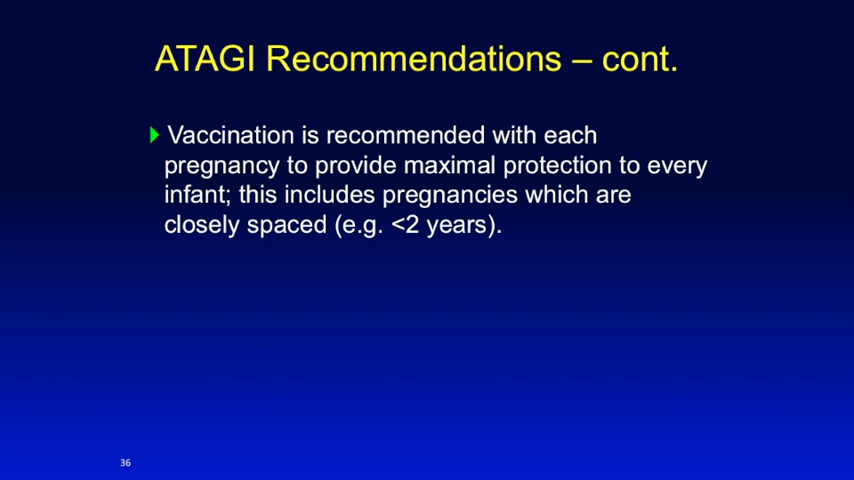 ATAGI Recommendations – cont.
Vaccination is recommended with each
pregnancy to provide maximal protection to every
infant; this includes pregnancies which are
closely spaced (e.g. <2 years).
36